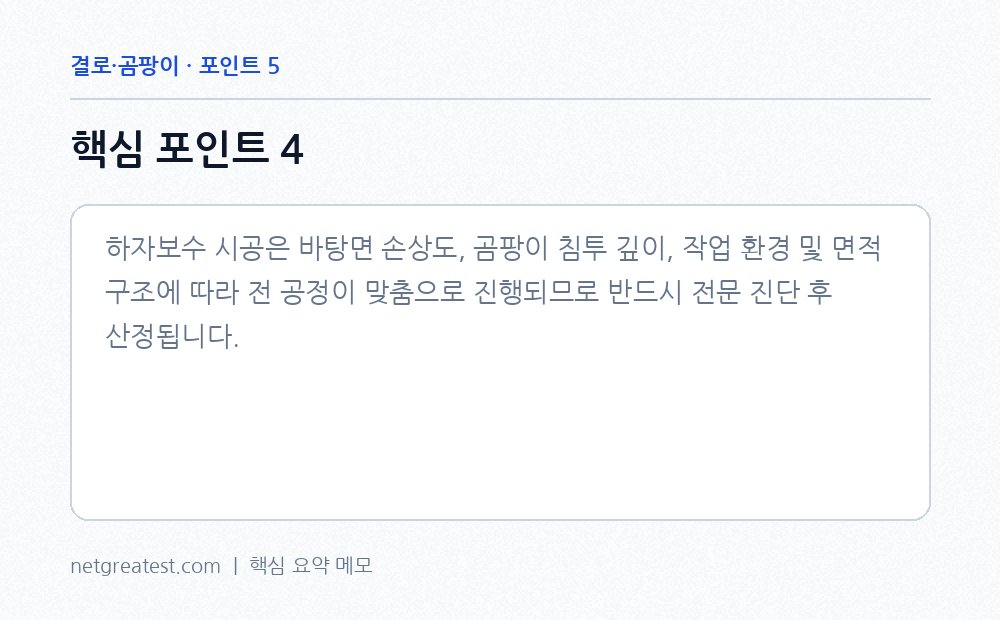 결로·곰팡이 · 포인트 5
핵심 포인트 4
하자보수 시공은 바탕면 손상도, 곰팡이 침투 깊이, 작업 환경 및 면적
구조에 따라 전 공정이 맞춤으로 진행되므로 반드시 전문 진단 후
산정됩니다.
netgreatest.com | 핵심 요약 메모